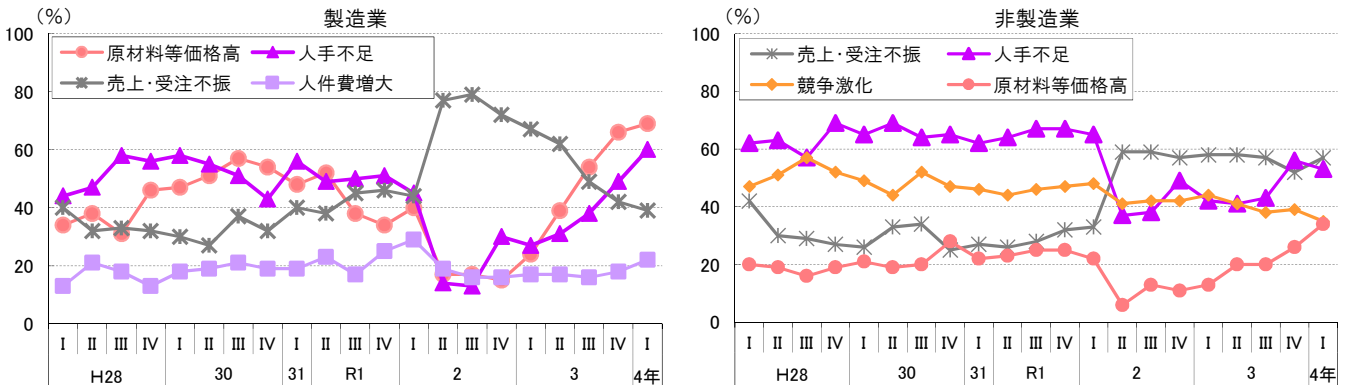 (%) 製造業
100
80
60
40
20
0
原材料等価格高 人手不足
売上・受注不振 人件費増大
I II III IV I II III IV I II III IV I II III IV I II III IV I
H28 30 31 R1 2 3 4年
(%) 非製造業
100
80
60
40
20
0
売上・受注不振 人手不足
競争激化 原材料等価格高
I II III IV I II III IV I II III IV I II III IV I II III IV I
H28 30 31 R1 2 3 4年